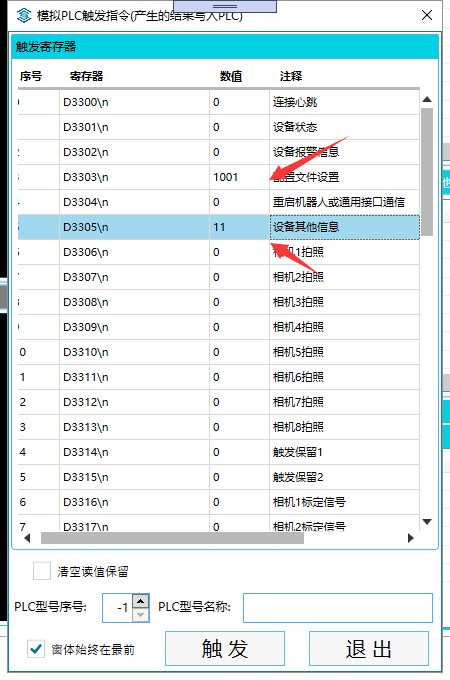 模拟PLC触发指令(产生的结果写入PLC)
触发寄存器
序号 寄存器 数值 注释
D3300\n 0 连接心跳
D3301\n 0 设备状态
2 D3302\n 0 设备报警信息
3 D3303\n 1001 配置文件设置
D3304\n 0 重启机器人或通用接口通信
5 D3305\n 11 设备其他信息
6 D3306\n 0 相机1拍照
7 D3307\n 0 相机2拍照
8 D3308\n 0 相机3拍照
9 D3309\n 0 相机4拍照
0 D3310\n 0 相机5拍照
1 D3311\n 0 相机6拍照
2 D3312\n 0 相机7拍照
3 D3313\n 0 相机8拍照
4 D3314\n 0 触发保留1
5 D3315\n 0 触发保留2
6 D3316\n 0 相机1标定信号
7 D3317\n 0 相机2标定信号
清空读值保留
PLC型号序号: -1 PLC型号名称:
窗体始终在最前 触发 退出